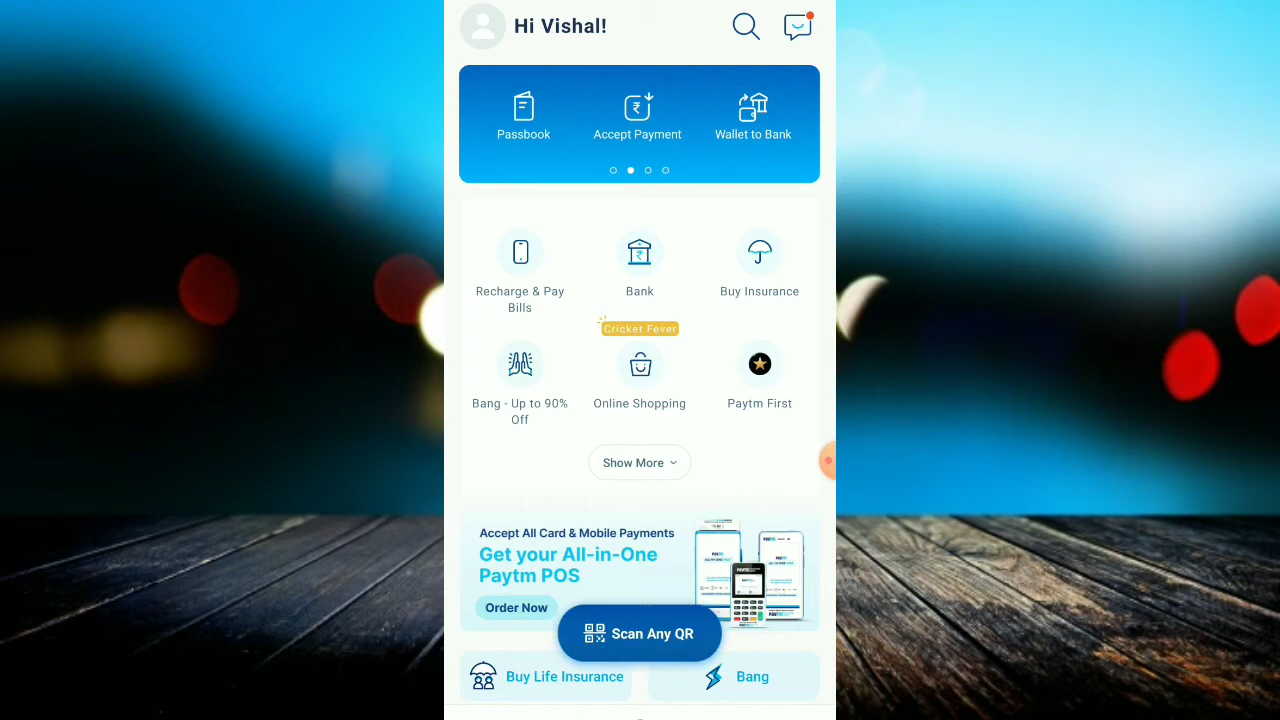 Hi Vishal!
Passbook
Accept Payment
Wallet to Bank
Recharge & Pay
Bills
Bank
Buy Insurance
Cricket Fever
Bang - Up to 90%
Off
Online Shopping
Paytm First
Show More
Accept All Card & Mobile Payments
Get your All-in-One
Paytm POS
Order Now
Scan Any QR
Buy Life Insurance
Bang